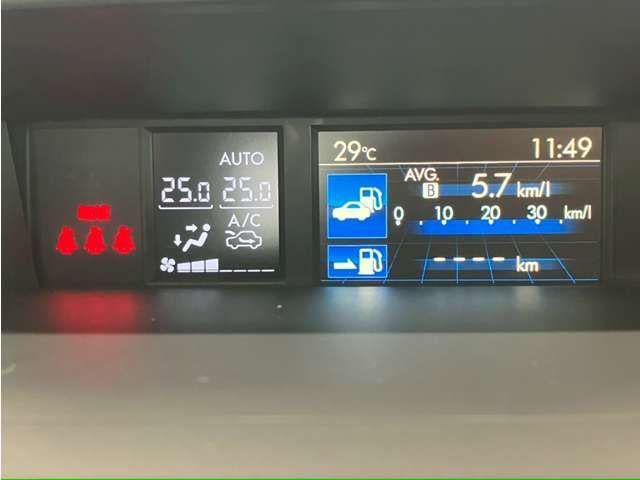 AUTO
25.0 25.0
A/C
29°C 11:49
AVG.
B 5.7 km/l
0 10 20 30 km/l
---- km